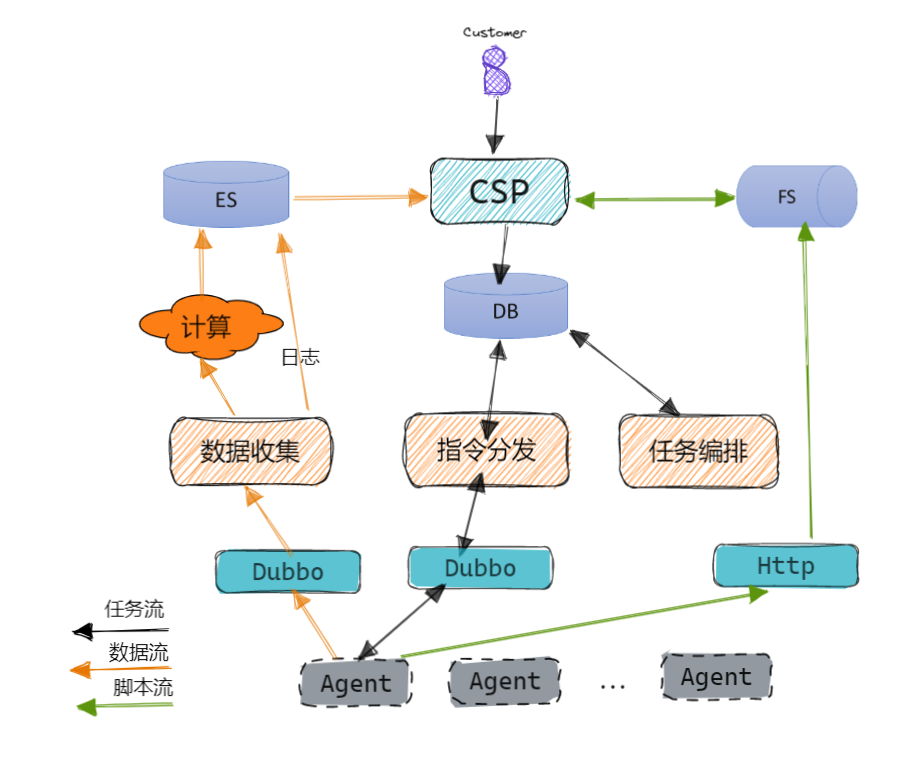 Customer
ES
CSP
FS
DB
计算
日志
数据收集
指令分发
任务编排
Dubbo
Dubbo
Http
任务流
数据流
脚本流
Agent
Agent
...
Agent